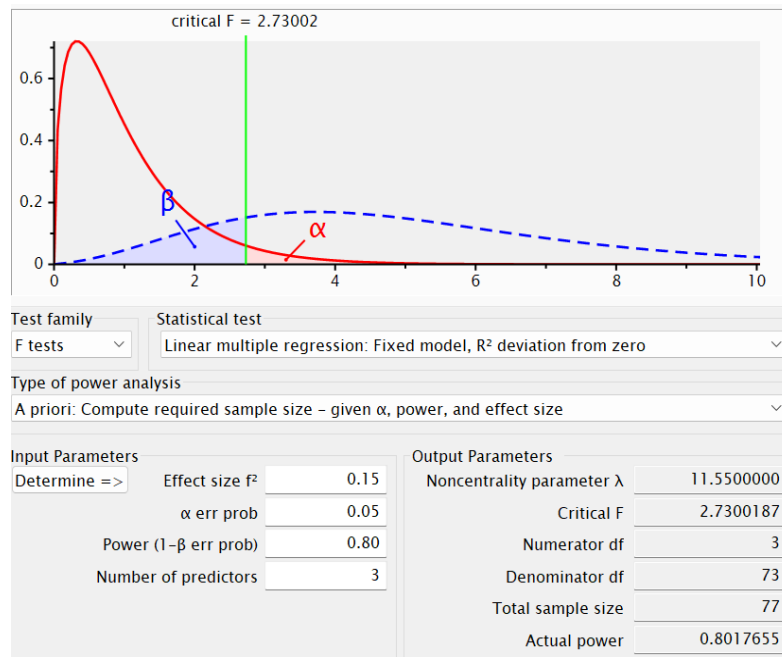 critical F = 2.73002
0.6
0.4
0.2
0
β
α
0 2 4 6 8 10
Test family Statistical test
F tests Linear multiple regression: Fixed model, R² deviation from zero
Type of power analysis
A priori: Compute required sample size – given α, power, and effect size
Input Parameters Output Parameters
Determine => Effect size f² 0.15 Noncentrality parameter λ 11.5500000
α err prob 0.05 Critical F 2.7300187
Power (1-β err prob) 0.80 Numerator df 3
Number of predictors 3 Denominator df 73
Total sample size 77
Actual power 0.8017655